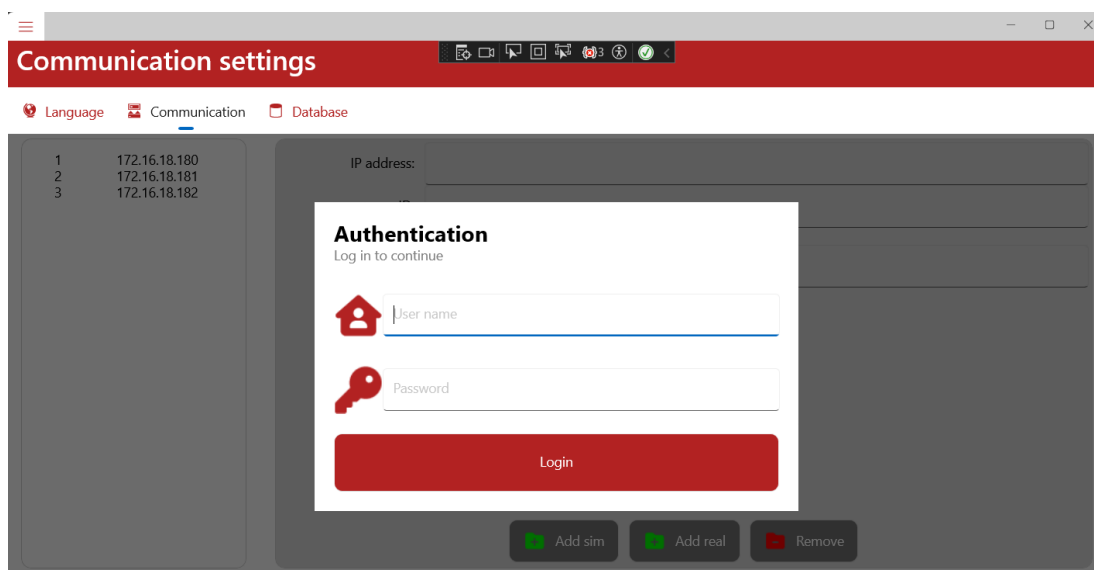 Communication settings
3
Language Communication Database
1 172.16.18.180
2 172.16.18.181
3 172.16.18.182
IP address:
Authentication
Log in to continue
User name
Password
Login
Add sim Add real Remove